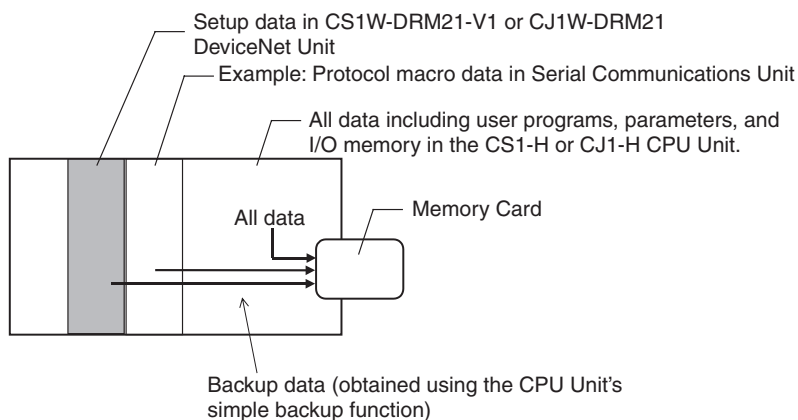 Setup data in CS1W-DRM21-V1 or CJ1W-DRM21
DeviceNet Unit
Example: Protocol macro data in Serial Communications Unit
All data including user programs, parameters, and
I/O memory in the CS1-H or CJ1-H CPU Unit.
All data
Memory Card
Backup data (obtained using the CPU Unit's
simple backup function)